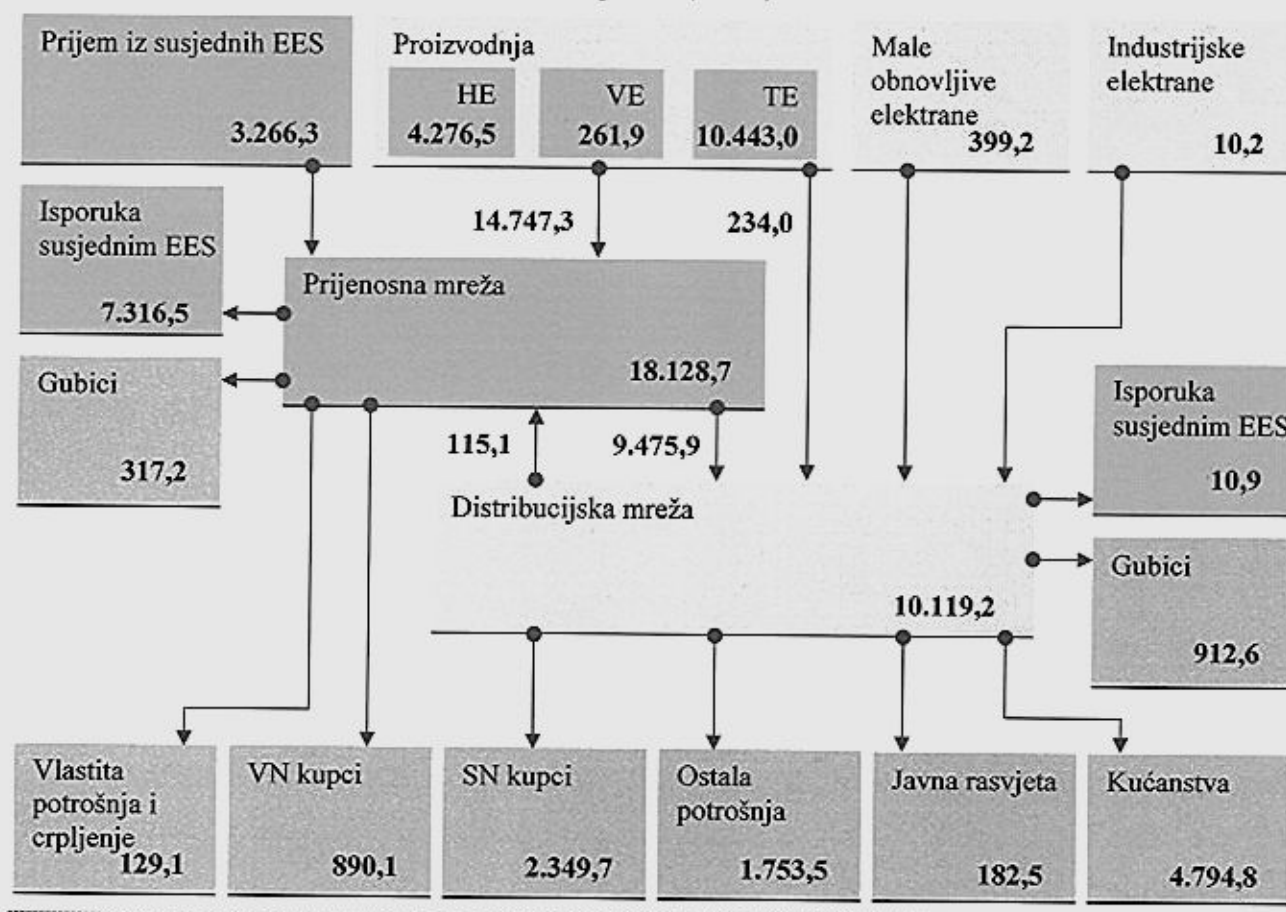 Prijem iz susjednih EES
3.266,3
Proizvodnja
HE
4.276,5
VE
261,9
TE
10.443,0
Male
obnovljive
elektrane
399,2
Industrijske
elektrane
10,2
Isporuka
susjednim EES
7.316,5
14.747,3
234,0
Prijenosna mreža
18.128,7
Gubici
317,2
115,1
9.475,9
Isporuka
susjednim EES
10,9
Distribucijska mreža
10.119,2
Gubici
912,6
Vlastita
potrošnja i
crpljenje
129,1
VN kupci
890,1
SN kupci
2.349,7
Ostala
potrošnja
1.753,5
Javna rasvjeta
182,5
Kućanstva
4.794,8